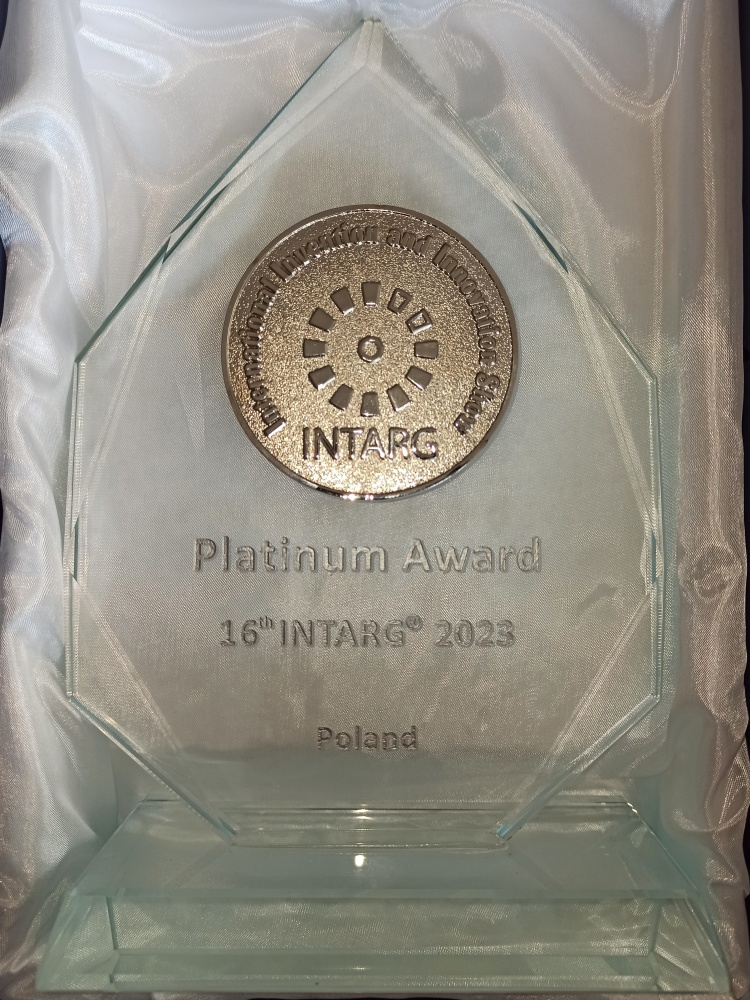 International Invention and Innovation Show
INTARG
Platinum Award
16th INTARG® 2023
Poland